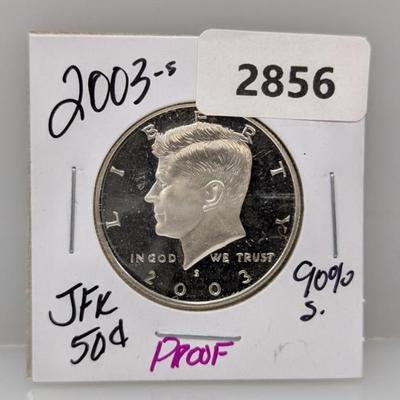 2003-s
2856
LIBERTY
IN GOD WE TRUST
S
2003
JFK
50¢
90%
S.
PROOF